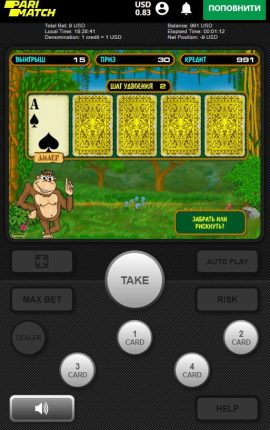 PARI MATCH
USD 0.83
ПОПОВНИТИ
Total Bet: 9 USD
Balance: 991 USD
Local Time: 18:28:41
Elapsed Time: 00:01:12
Denomination: 1 credit = 1 USD
Net Position: -9 USD
ВЫИГРЫШ 15
ПРИЗ 30
КРЕДИТ 991
ШАГ УДВОЕНИЯ 2
A
ДИЛЕР
ЗАБРАТЬ ИЛИ
РИСКНУТЬ?
TAKE
AUTO PLAY
MAX BET
RISK
DEALER
1 CARD
2 CARD
3 CARD
4 CARD
HELP